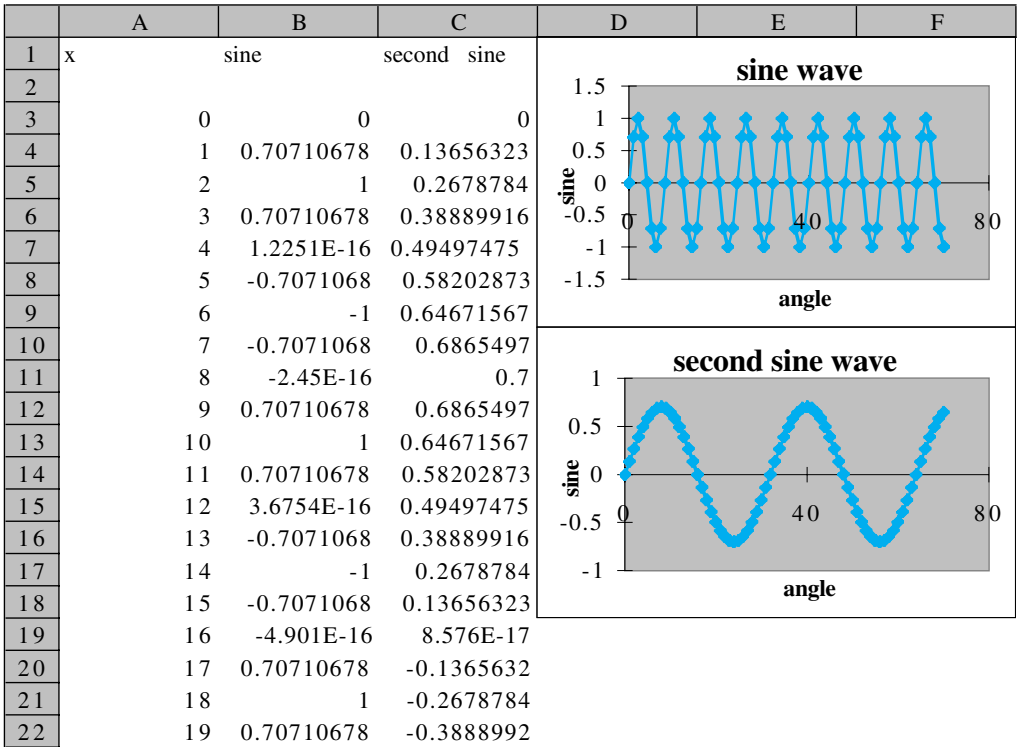 A B C D E F
1 x sine second sine
2
3 0 0 0
4 1 0.70710678 0.13656323
5 2 1 0.2678784
6 3 0.70710678 0.38889916
7 4 1.2251E-16 0.49497475
8 5 -0.7071068 0.58202873
9 6 -1 0.64671567
10 7 -0.7071068 0.6865497
11 8 -2.45E-16 0.7
12 9 0.70710678 0.6865497
13 10 1 0.64671567
14 11 0.70710678 0.58202873
15 12 3.6754E-16 0.49497475
16 13 -0.7071068 0.38889916
17 14 -1 0.2678784
18 15 -0.7071068 0.13656323
19 16 -4.901E-16 8.576E-17
20 17 0.70710678 -0.1365632
21 18 1 -0.2678784
22 19 0.70710678 -0.3888992
sine wave
1.5
1
0.5
0
-0.5
-1
-1.5
sine
0 40 80
angle
second sine wave
1
0.5
0
-0.5
-1
sine
0 40 80
angle